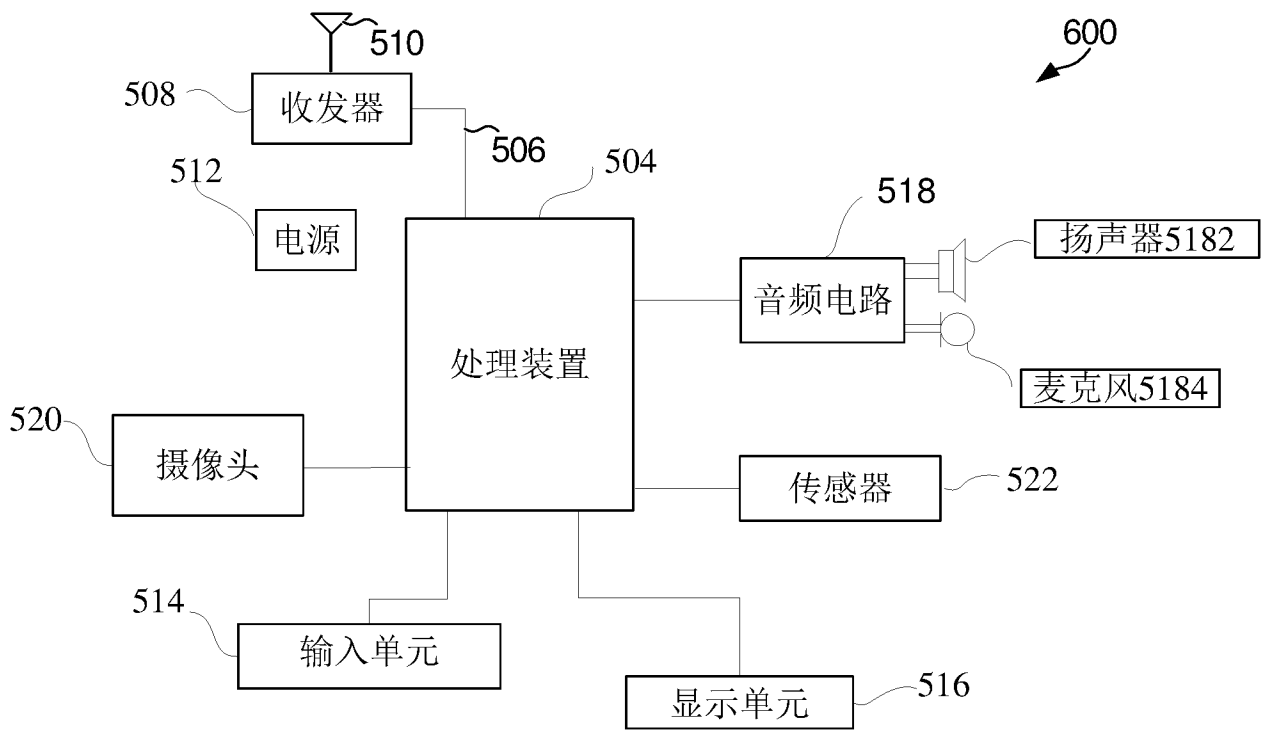 600
510
508
收发器
506
512
电源
504
518
扬声器5182
音频电路
处理装置
麦克风5184
520
摄像头
传感器
522
514
输入单元
显示单元
516